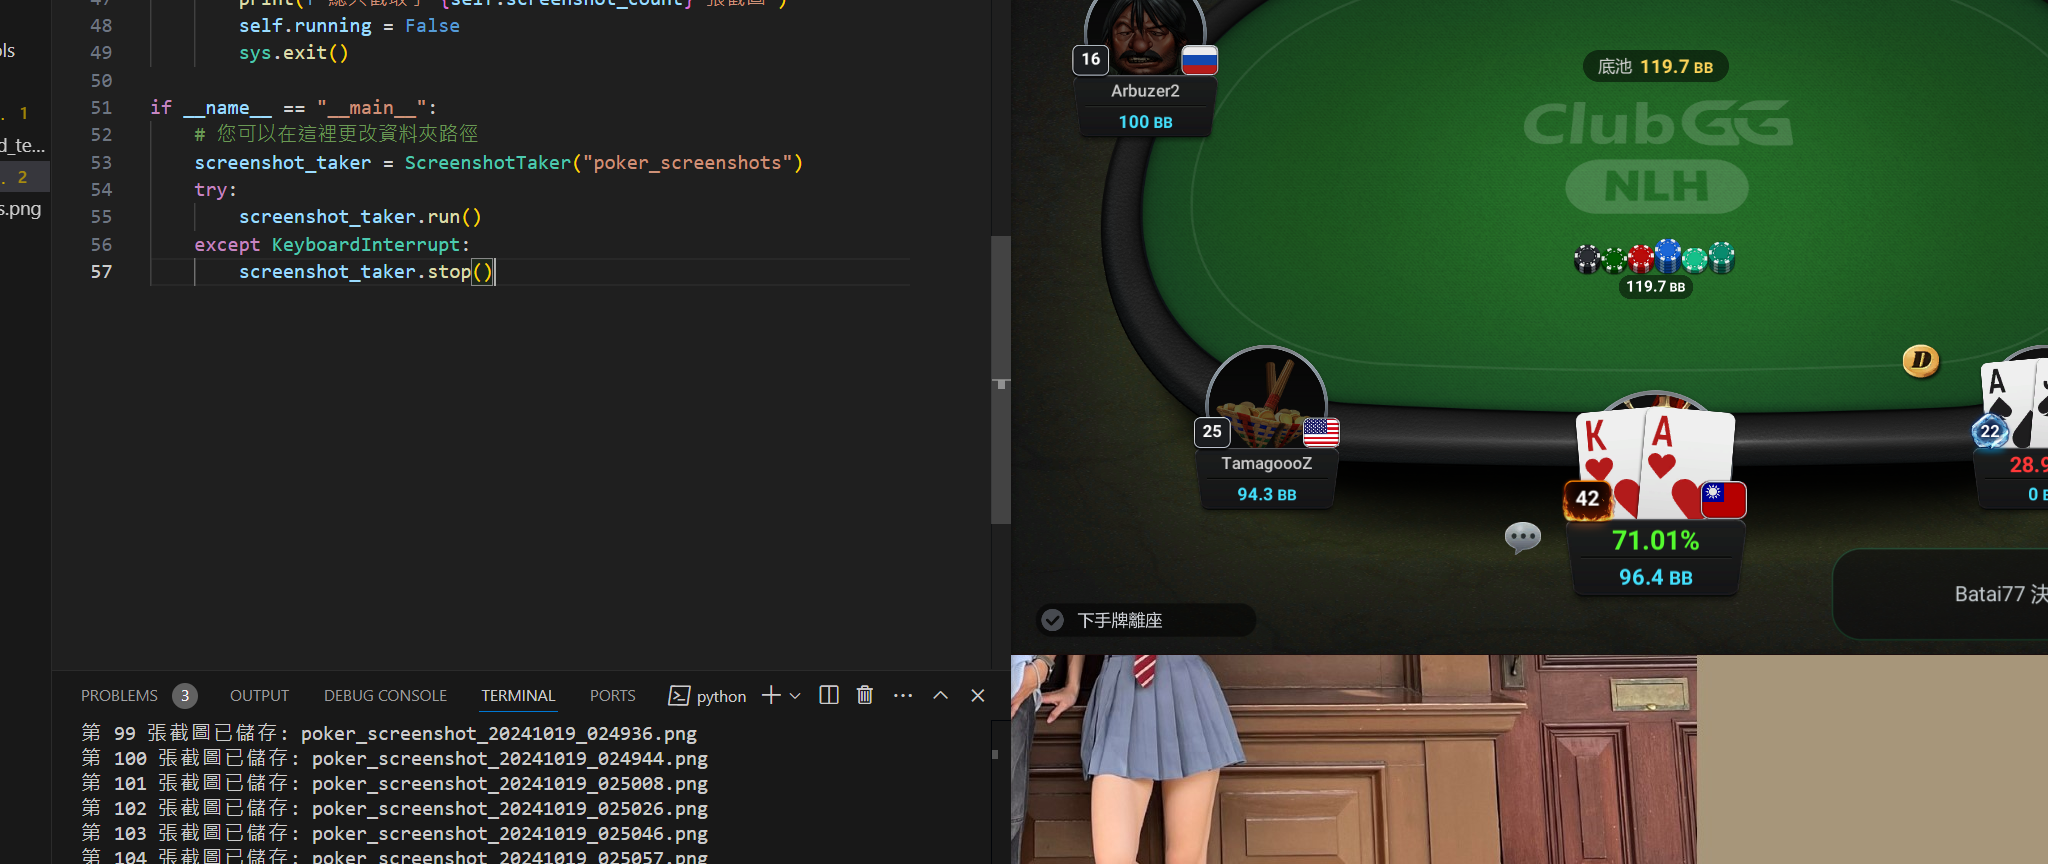 47 print(f"總共截取了 {self.screenshot_count} 張截圖")
48 self.running = False
49 sys.exit()
50
51 if __name__ == "__main__":
52 # 您可以在這裡更改資料夾路徑
53 screenshot_taker = ScreenshotTaker("poker_screenshots")
54 try:
55 screenshot_taker.run()
56 except KeyboardInterrupt:
57 screenshot_taker.stop()
ols
. 1
d_te...
. 2
s.png
PROBLEMS 3 OUTPUT DEBUG CONSOLE TERMINAL PORTS python
第 99 張截圖已儲存: poker_screenshot_20241019_024936.png
第 100 張截圖已儲存: poker_screenshot_20241019_024944.png
第 101 張截圖已儲存: poker_screenshot_20241019_025008.png
第 102 張截圖已儲存: poker_screenshot_20241019_025026.png
第 103 張截圖已儲存: poker_screenshot_20241019_025046.png
第 104 張截圖已儲存: poker_screenshot_20241019_025057.png
16
Arbuzer2
100 BB
底池 119.7 BB
ClubGG
NLH
119.7 BB
D
25
TamagoooZ
94.3 BB
K A
42
71.01%
96.4 BB
A
22
28.9
0 B
Batai77 決
下手牌離座